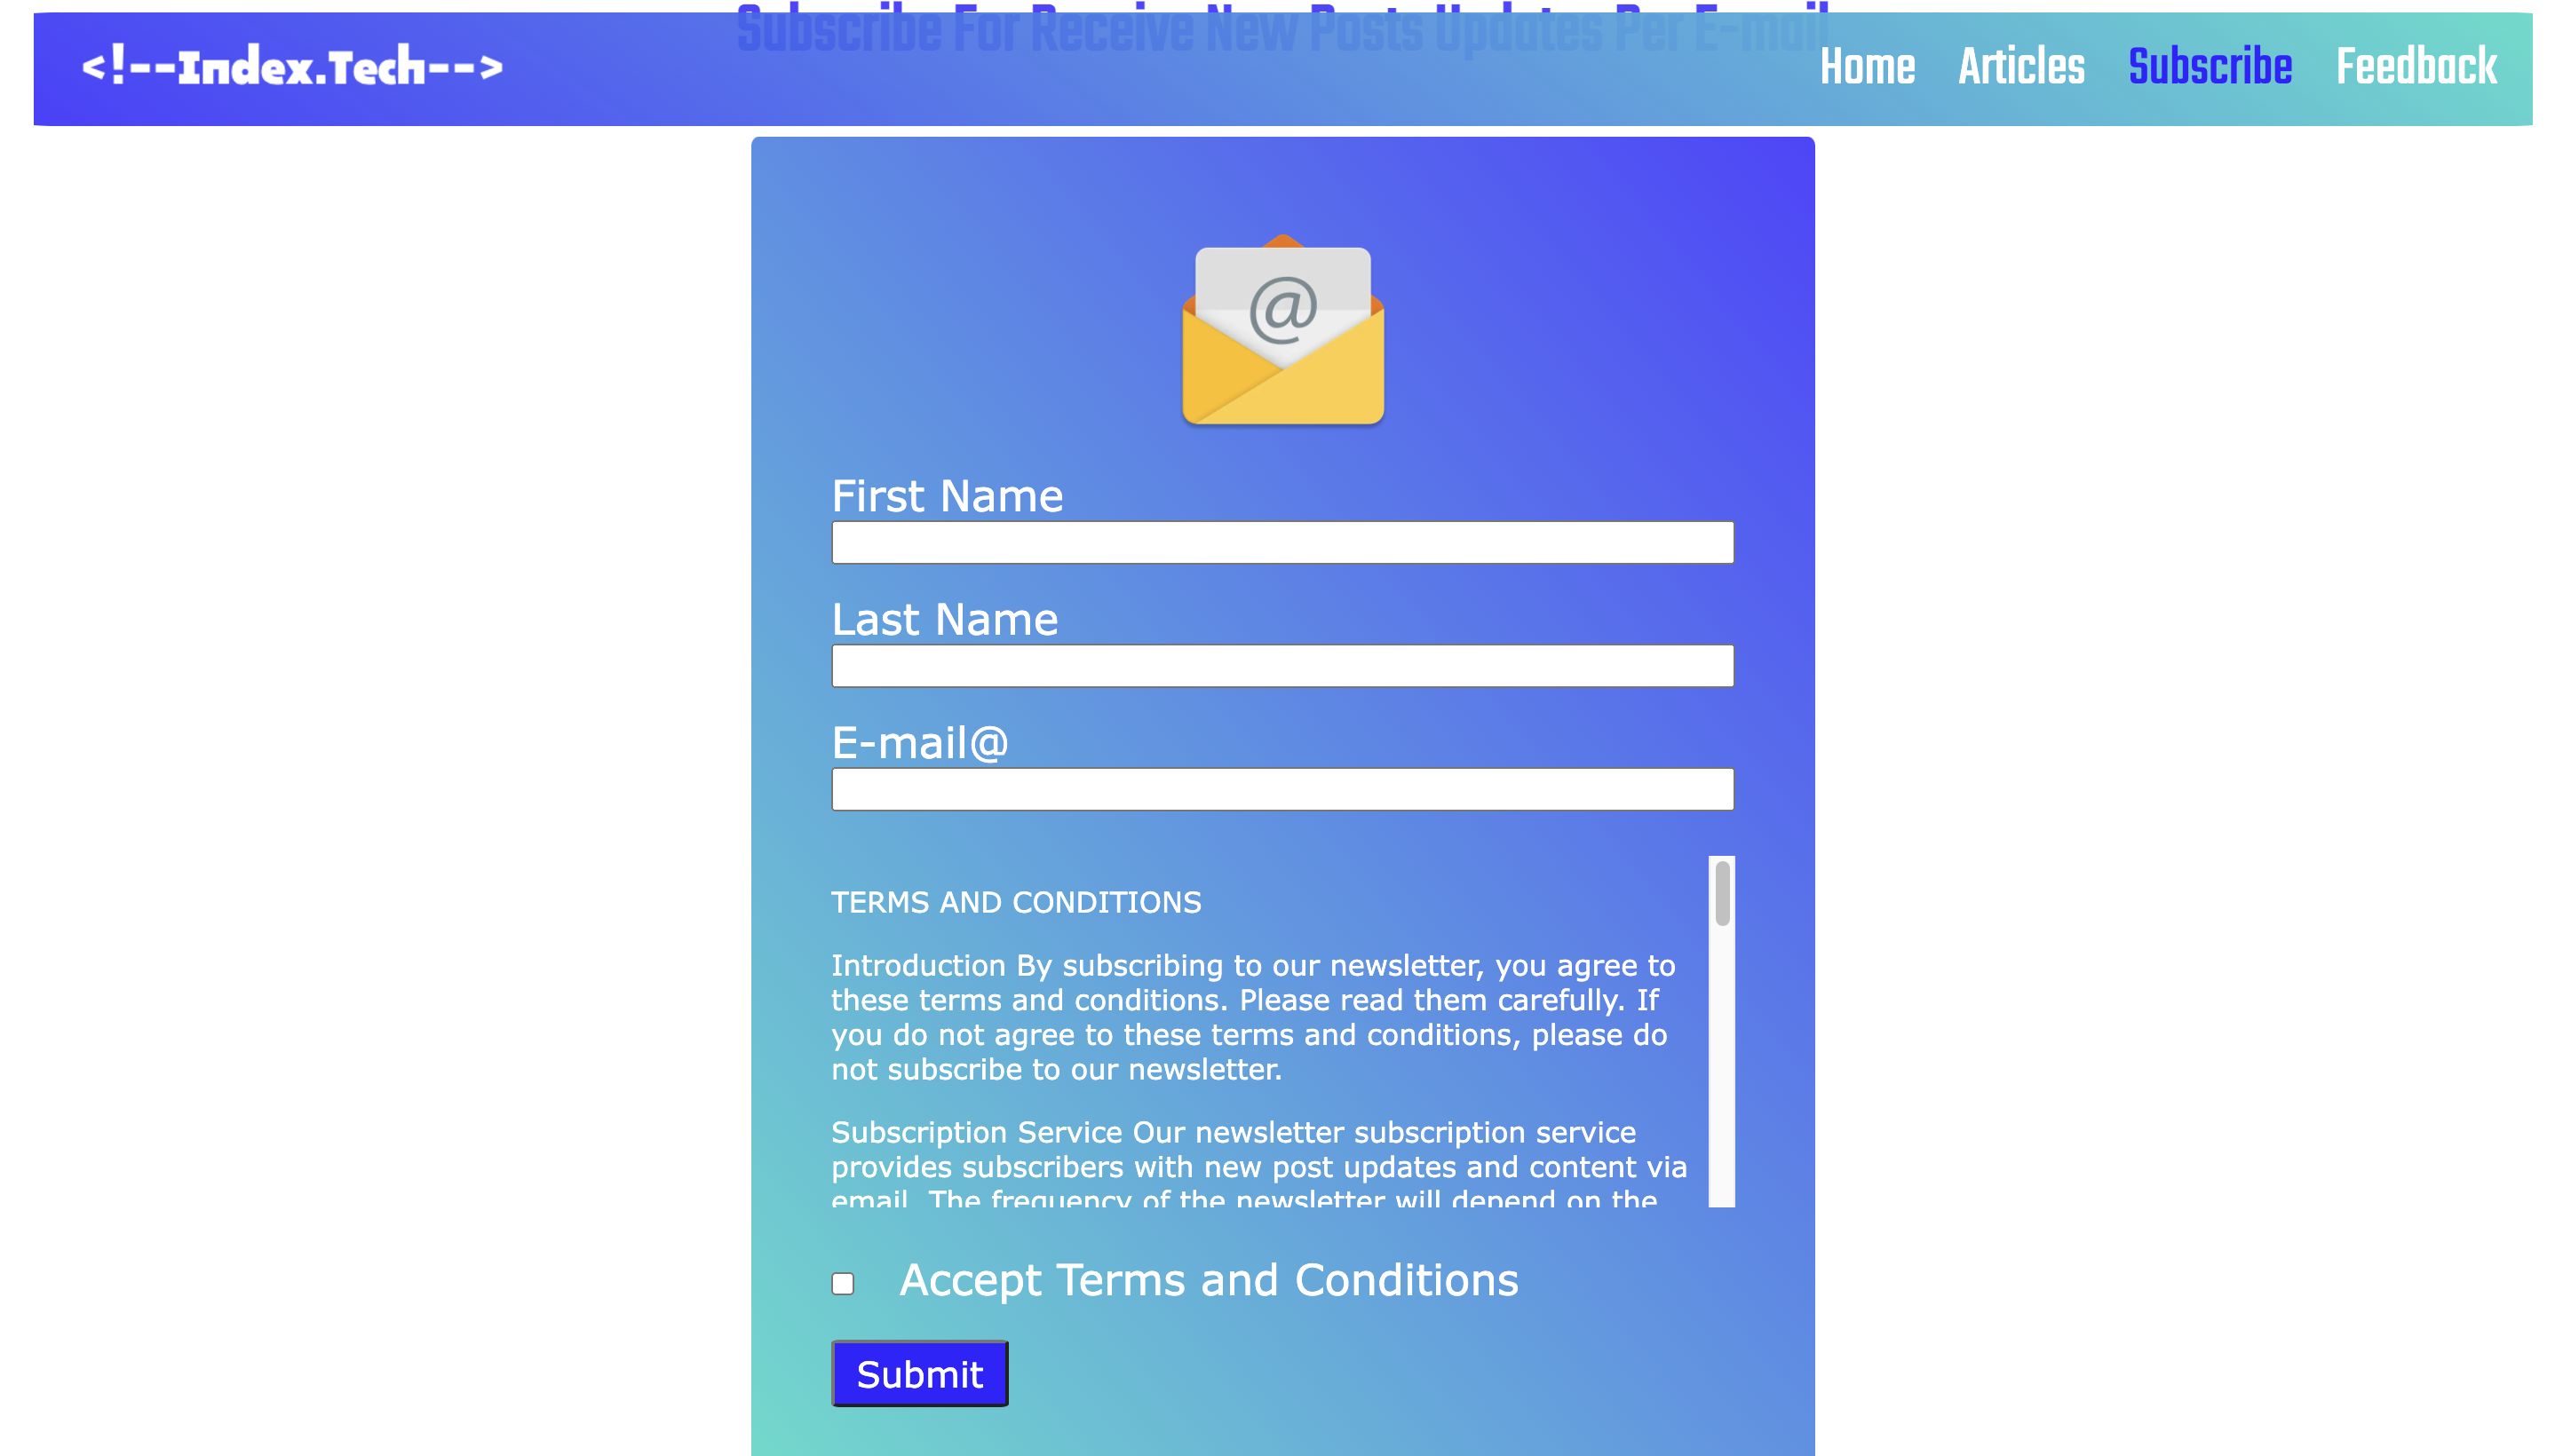 Subscribe For Receive New Posts Updates Per E-mail
<!--Index.Tech-->
Home Articles Subscribe Feedback
@
First Name
Last Name
E-mail@
TERMS AND CONDITIONS
Introduction By subscribing to our newsletter, you agree to
these terms and conditions. Please read them carefully. If
you do not agree to these terms and conditions, please do
not subscribe to our newsletter.
Subscription Service Our newsletter subscription service
provides subscribers with new post updates and content via
email. The frequency of the newsletter will depend on the
Accept Terms and Conditions
Submit